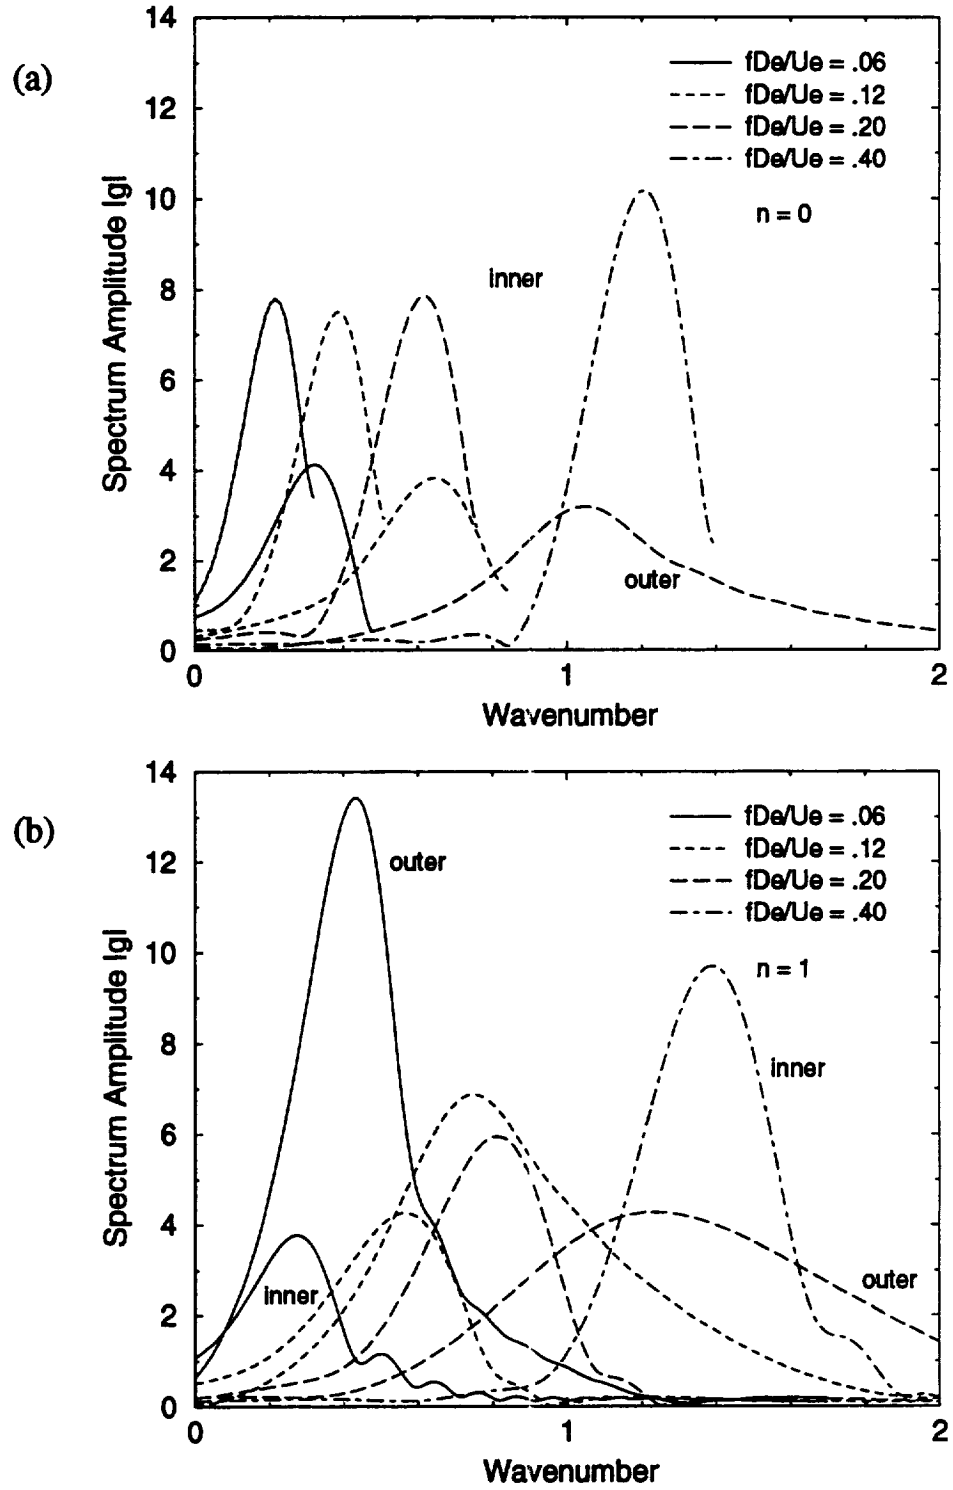 (a)
14
12
10
8
6
4
2
0
Spectrum Amplitude |g|
fDe/Ue = .06
fDe/Ue = .12
fDe/Ue = .20
fDe/Ue = .40
n = 0
inner
outer
0
1
2
Wavenumber
(b)
14
12
10
8
6
4
2
0
Spectrum Amplitude |g|
fDe/Ue = .06
fDe/Ue = .12
fDe/Ue = .20
fDe/Ue = .40
n = 1
outer
inner
inner
outer
0
1
2
Wavenumber